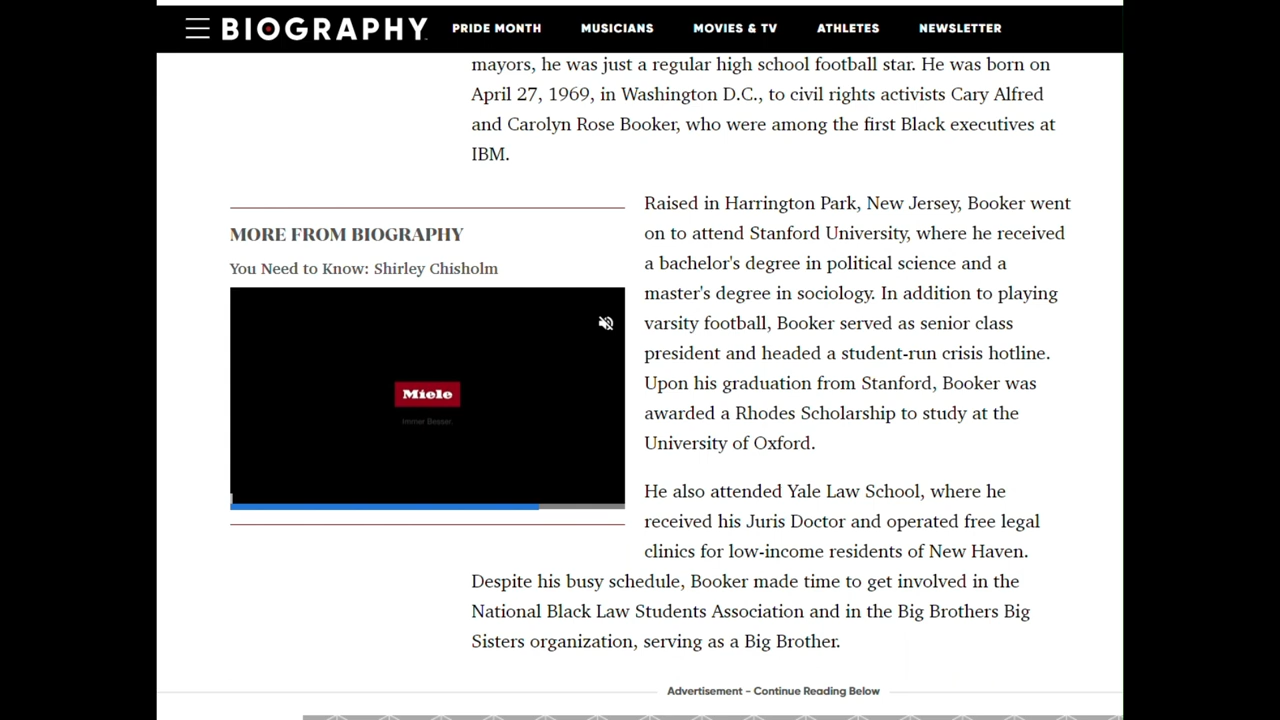 BIOGRAPHY
PRIDE MONTH MUSICIANS MOVIES & TV ATHLETES NEWSLETTER
mayors, he was just a regular high school football star. He was born on
April 27, 1969, in Washington D.C., to civil rights activists Cary Alfred
and Carolyn Rose Booker, who were among the first Black executives at
IBM.
MORE FROM BIOGRAPHY
You Need to Know: Shirley Chisholm
Miele
Immer Besser.
Raised in Harrington Park, New Jersey, Booker went
on to attend Stanford University, where he received
a bachelor's degree in political science and a
master's degree in sociology. In addition to playing
varsity football, Booker served as senior class
president and headed a student-run crisis hotline.
Upon his graduation from Stanford, Booker was
awarded a Rhodes Scholarship to study at the
University of Oxford.
He also attended Yale Law School, where he
received his Juris Doctor and operated free legal
clinics for low-income residents of New Haven.
Despite his busy schedule, Booker made time to get involved in the
National Black Law Students Association and in the Big Brothers Big
Sisters organization, serving as a Big Brother.
Advertisement - Continue Reading Below